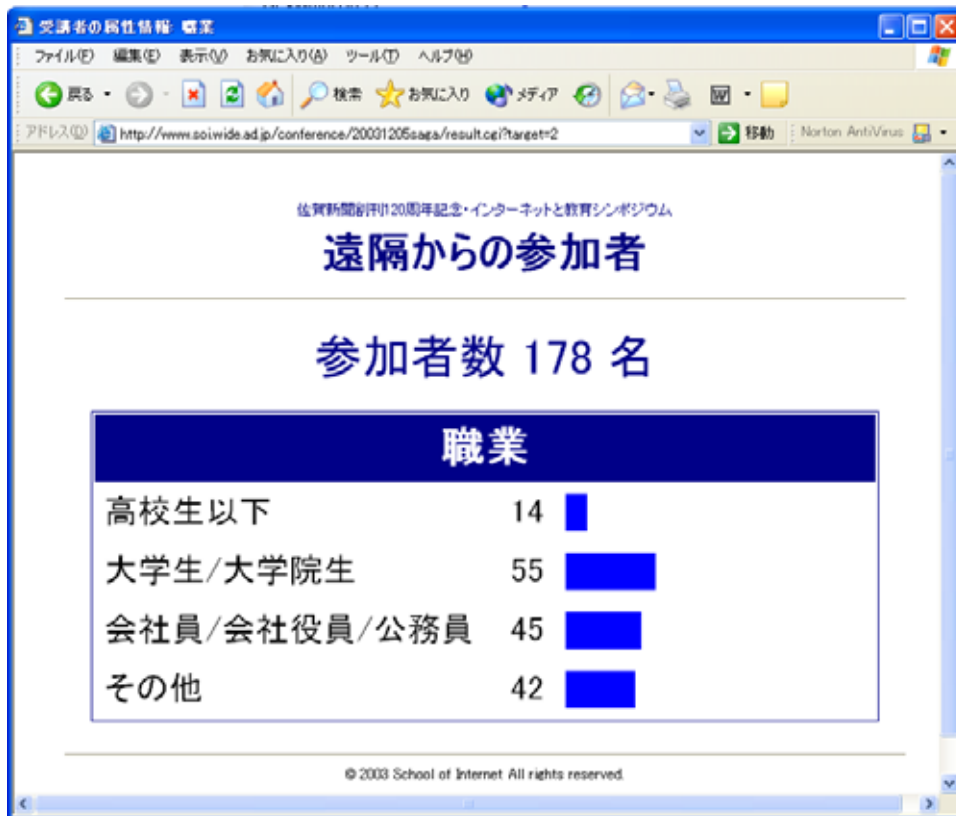 受講者の属性情報: 職業
ファイル(F) 編集(E) 表示(V) お気に入り(A) ツール(T) ヘルプ(H)
戻る 検索 お気に入り メディア
アドレス(D) http://www.soi.wide.ad.jp/conference/20031205saga/result.cgi?target=2 移動 Norton AntiVirus
佐賀新聞創刊120周年記念・インターネットと教育シンポジウム
遠隔からの参加者
参加者数 178 名
職業
高校生以下 14
大学生/大学院生 55
会社員/会社役員/公務員 45
その他 42
© 2003 School of Internet All rights reserved.